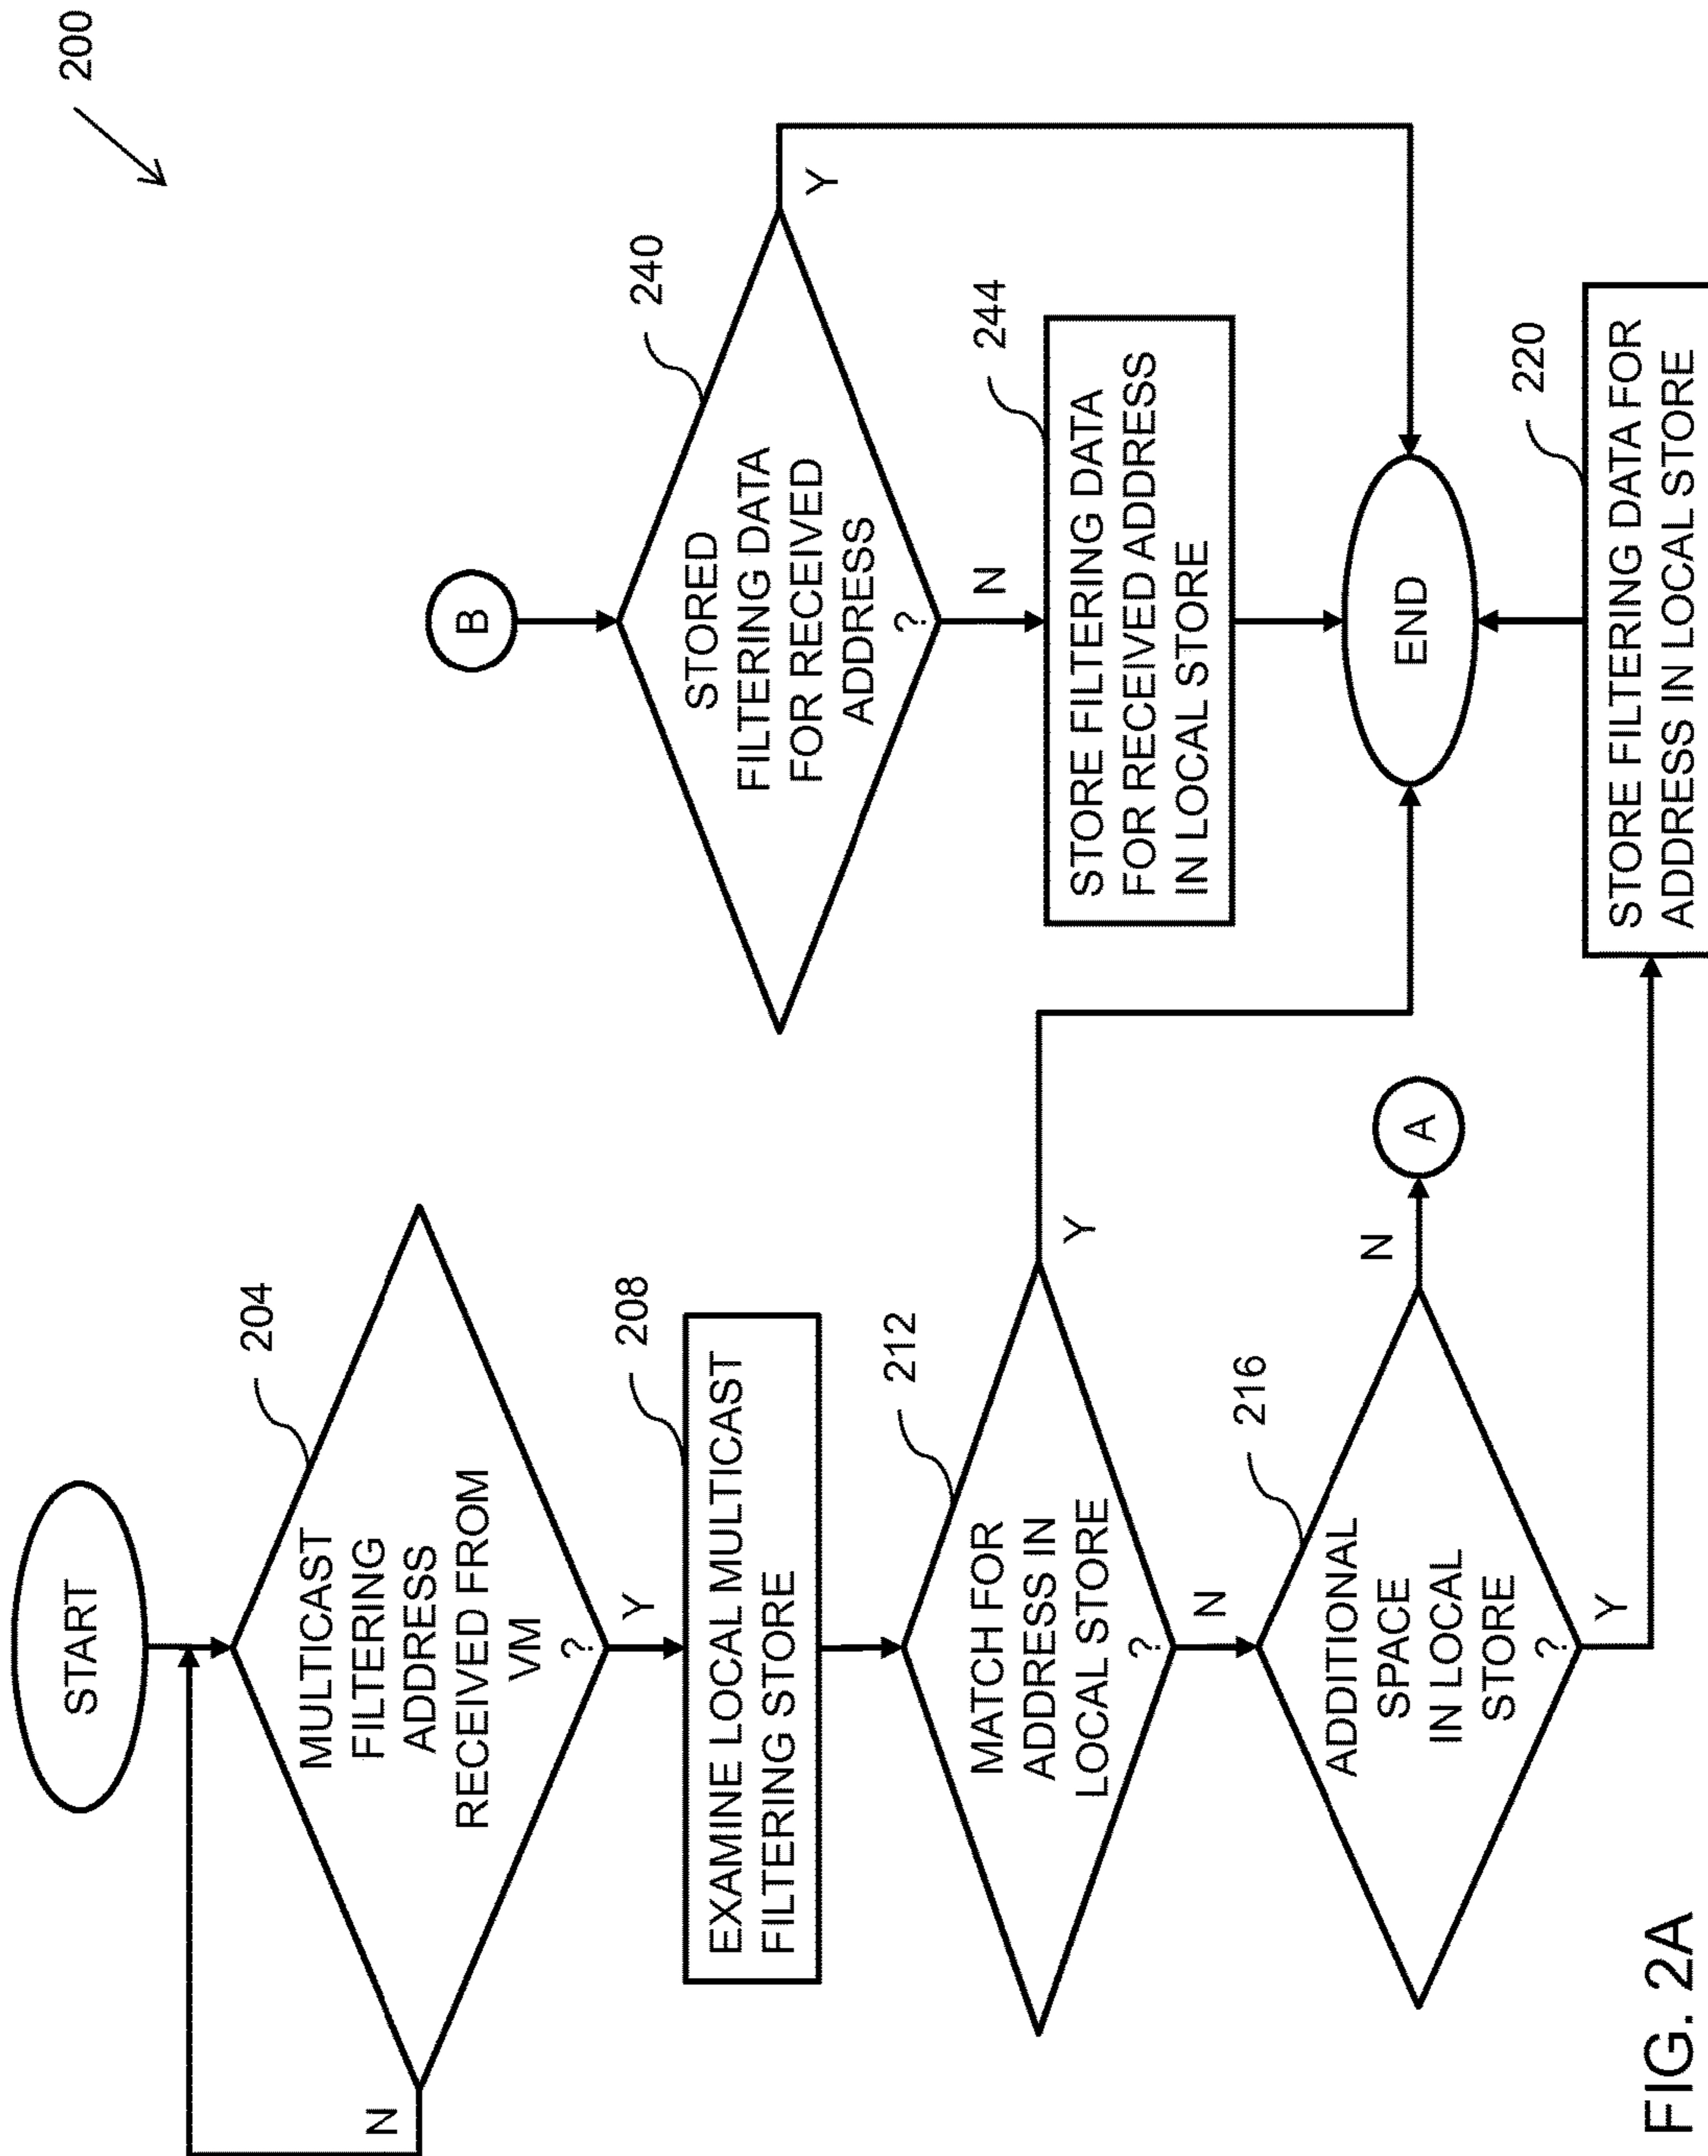 200
START
204
MULTICAST
FILTERING
ADDRESS
RECEIVED FROM
VM
?
N
Y
208
EXAMINE LOCAL MULTICAST
FILTERING STORE
212
MATCH FOR
ADDRESS IN
LOCAL STORE
?
Y
N
216
ADDITIONAL
SPACE
IN LOCAL
STORE
?
N
A
Y
B
240
STORED
FILTERING DATA
FOR RECEIVED
ADDRESS
?
Y
N
244
STORE FILTERING DATA
FOR RECEIVED ADDRESS
IN LOCAL STORE
END
220
STORE FILTERING DATA FOR
ADDRESS IN LOCAL STORE
FIG. 2A